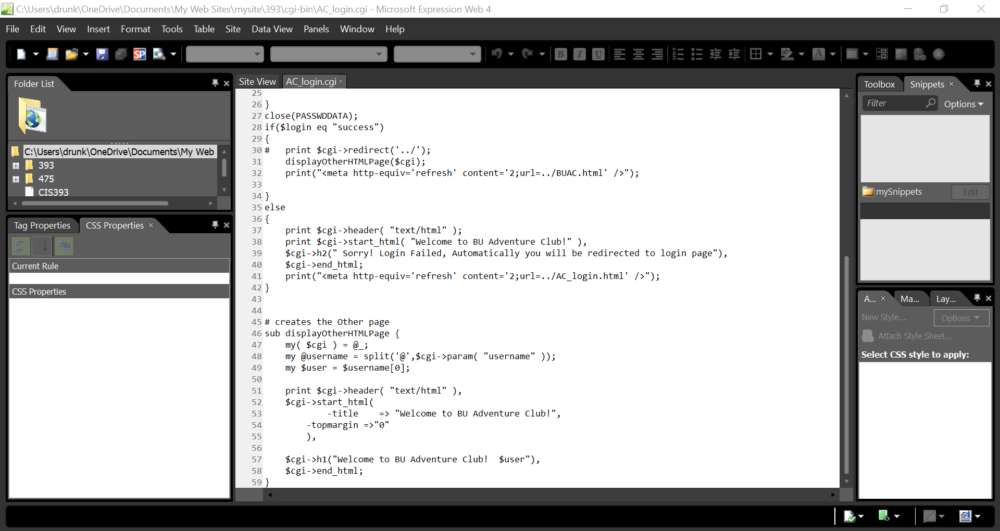 C:\Users\drunk\OneDrive\Documents\My Web Sites\mysite\393\cgi-bin\AC_login.cgi - Microsoft Expression Web 4
File Edit View Insert Format Tools Table Site Data View Panels Window Help
Folder List
C:\Users\drunk\OneDrive\Documents\My Web
393
475
CIS393
Tag Properties CSS Properties
Current Rule
CSS Properties
Site View AC_login.cgi
25
26 }
27 close(PASSWDDATA);
28 if($login eq "success")
29 {
30 #   print $cgi->redirect('../');
31     displayOtherHTMLPage($cgi);
32     print("<meta http-equiv='refresh' content='2;url=../BUAC.html' />");
33
34 }
35 else
36 {
37     print $cgi->header( "text/html" );
38     print $cgi->start_html( "Welcome to BU Adventure Club!" ),
39     $cgi->h2(" Sorry! Login Failed, Automatically you will be redirected to login page"),
40     $cgi->end_html;
41     print("<meta http-equiv='refresh' content='2;url=../AC_login.html' />");
42 }
43
44
45 # creates the Other page
46 sub displayOtherHTMLPage {
47     my( $cgi ) = @_;
48     my @username = split('@',$cgi->param( "username" ));
49     my $user = $username[0];
50
51     print $cgi->header( "text/html" ),
52     $cgi->start_html(
53             -title    => "Welcome to BU Adventure Club!",
54         -topmargin =>"0"
55         ),
56
57     $cgi->h1("Welcome to BU Adventure Club!  $user"),
58     $cgi->end_html;
59 }
Toolbox Snippets
Filter Options
mySnippets Edit
A... Ma... Lay...
New Style... Options
Attach Style Sheet...
Select CSS style to apply: